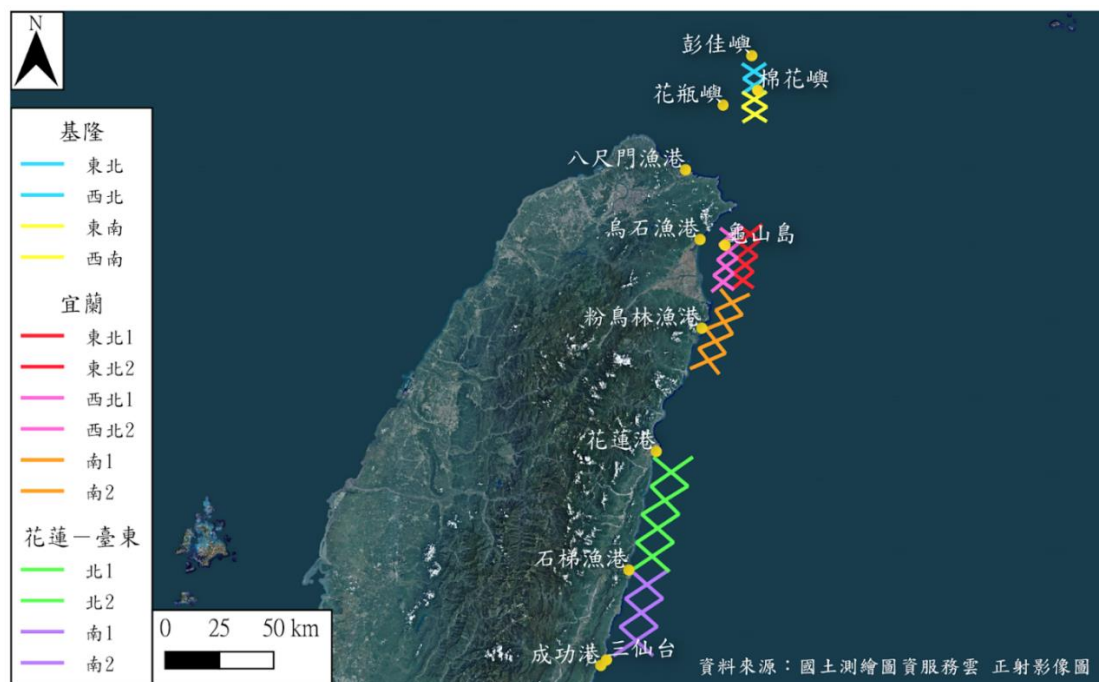 N
基隆
東北
西北
東南
西南
宜蘭
東北1
東北2
西北1
西北2
南1
南2
花蓮－臺東
北1
北2
南1
南2
彭佳嶼
棉花嶼
花瓶嶼
八尺門漁港
烏石漁港
龜山島
粉鳥林漁港
花蓮港
石梯漁港
成功港
三仙台
0 25 50 km
資料來源：國土測繪圖資服務雲 正射影像圖